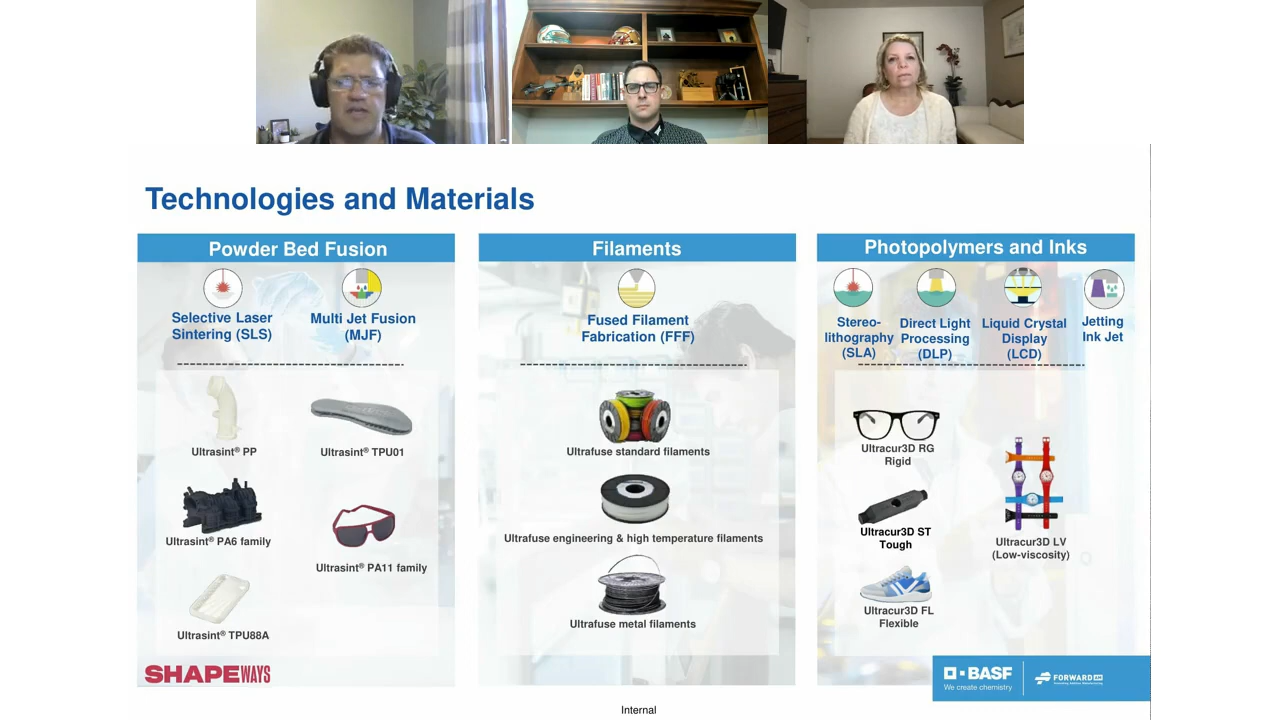 Technologies and Materials
Powder Bed Fusion
Selective Laser
Sintering (SLS)
Multi Jet Fusion
(MJF)
Ultrasint® PP
Ultrasint® TPU01
Ultrasint® PA6 family
Ultrasint® PA11 family
Ultrasint® TPU88A
Filaments
Fused Filament
Fabrication (FFF)
Ultrafuse standard filaments
Ultrafuse engineering & high temperature filaments
Ultrafuse metal filaments
Photopolymers and Inks
Stereo-
lithography
(SLA)
Direct Light
Processing
(DLP)
Liquid Crystal
Display
(LCD)
Jetting
Ink Jet
Ultracur3D RG
Rigid
Ultracur3D ST
Tough
Ultracur3D FL
Flexible
Ultracur3D LV
(Low-viscosity)
SHAPEWAYS
BASF
We create chemistry
FORWARD AM
Internal